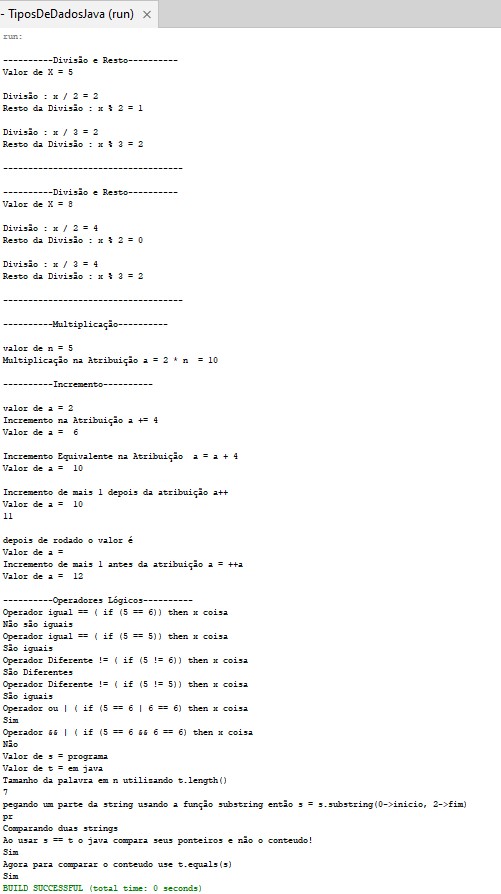 - TiposDeDadosJava (run) ×
run:
----------Divisão e Resto----------
Valor de X = 5
Divisão : x / 2 = 2
Resto da Divisão : x % 2 = 1
Divisão : x / 3 = 2
Resto da Divisão : x % 3 = 2
------------------------------------
----------Divisão e Resto----------
Valor de X = 8
Divisão : x / 2 = 4
Resto da Divisão : x % 2 = 0
Divisão : x / 3 = 4
Resto da Divisão : x % 3 = 2
------------------------------------
----------Multiplicação----------
valor de n = 5
Multiplicação na Atribuição a = 2 * n  = 10
----------Incremento----------
valor de a = 2
Incremento na Atribuição a += 4
Valor de a =  6
Incremento Equivalente na Atribuição  a = a + 4
Valor de a =  10
Incremento de mais 1 depois da atribuição a++
Valor de a =  10
11
depois de rodado o valor é
Valor de a =
Incremento de mais 1 antes da atribuição a = ++a
Valor de a =  12
----------Operadores Lógicos----------
Operador igual == ( if (5 == 6)) then x coisa
Não são iguais
Operador igual == ( if (5 == 5)) then x coisa
São iguais
Operador Diferente != ( if (5 != 6)) then x coisa
São Diferentes
Operador Diferente != ( if (5 != 5)) then x coisa
São iguais
Operador ou | ( if (5 == 6 | 6 == 6) then x coisa
Sim
Operador && | ( if (5 == 6 && 6 == 6) then x coisa
Não
Valor de s = programa
Valor de t = em java
Tamanho da palavra em n utilizando t.length()
7
pegando um parte da string usando a função substring então s = s.substring(0->inicio, 2->fim)
pr
Comparando duas strings
Ao usar s == t o java compara seus ponteiros e não o conteudo!
Sim
Agora para comparar o conteudo use t.equals(s)
Sim
BUILD SUCCESSFUL (total time: 0 seconds)